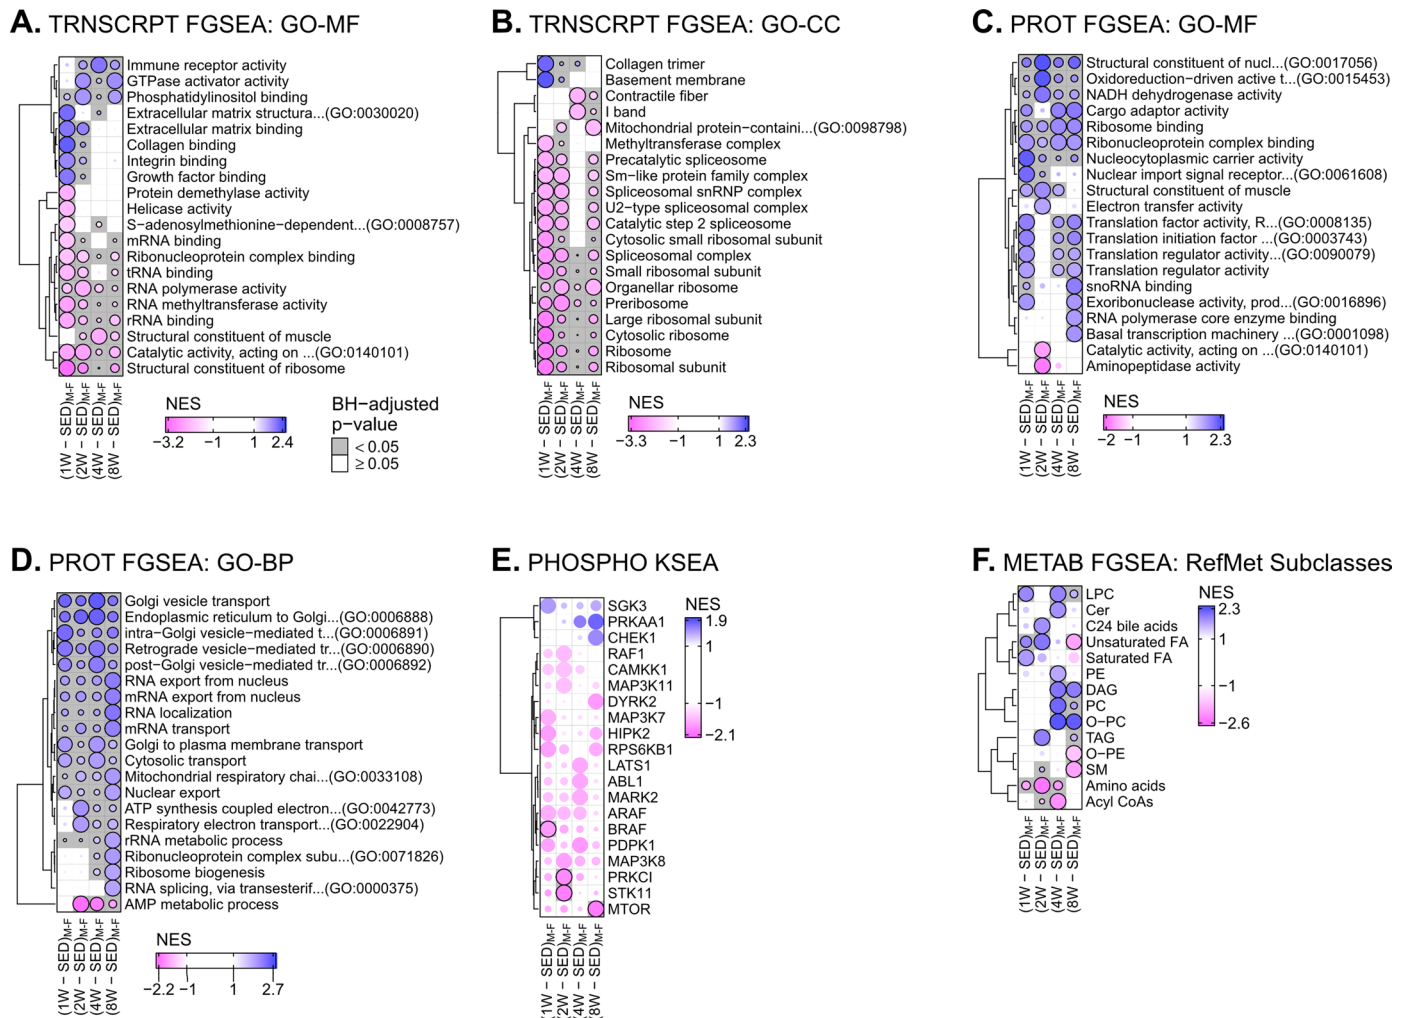 A. TRNSCRPT FGSEA: GO-MF
Immune receptor activity
GTPase activator activity
Phosphatidylinositol binding
Extracellular matrix structura...(GO:0030020)
Extracellular matrix binding
Collagen binding
Integrin binding
Growth factor binding
Protein demethylase activity
Helicase activity
S−adenosylmethionine−dependent...(GO:0008757)
mRNA binding
Ribonucleoprotein complex binding
tRNA binding
RNA polymerase activity
RNA methyltransferase activity
rRNA binding
Structural constituent of muscle
Catalytic activity, acting on ...(GO:0140101)
Structural constituent of ribosome
(1W − SED)M-F
(2W − SED)M-F
(4W − SED)M-F
(8W − SED)M-F
NES
−3.2 −1 1 2.4
BH−adjusted
p−value
< 0.05
≥ 0.05
B. TRNSCRPT FGSEA: GO-CC
Collagen trimer
Basement membrane
Contractile fiber
I band
Mitochondrial protein−containi...(GO:0098798)
Methyltransferase complex
Precatalytic spliceosome
Sm−like protein family complex
Spliceosomal snRNP complex
U2−type spliceosomal complex
Catalytic step 2 spliceosome
Cytosolic small ribosomal subunit
Spliceosomal complex
Small ribosomal subunit
Organellar ribosome
Preribosome
Large ribosomal subunit
Cytosolic ribosome
Ribosome
Ribosomal subunit
(1W − SED)M-F
(2W − SED)M-F
(4W − SED)M-F
(8W − SED)M-F
NES
−3.3 −1 1 2.3
C. PROT FGSEA: GO-MF
Structural constituent of nucl...(GO:0017056)
Oxidoreduction−driven active t...(GO:0015453)
NADH dehydrogenase activity
Cargo adaptor activity
Ribosome binding
Ribonucleoprotein complex binding
Nucleocytoplasmic carrier activity
Nuclear import signal receptor...(GO:0061608)
Structural constituent of muscle
Electron transfer activity
Translation factor activity, R...(GO:0008135)
Translation initiation factor ...(GO:0003743)
Translation regulator activity...(GO:0090079)
Translation regulator activity
snoRNA binding
Exoribonuclease activity, prod...(GO:0016896)
RNA polymerase core enzyme binding
Basal transcription machinery ...(GO:0001098)
Catalytic activity, acting on ...(GO:0140101)
Aminopeptidase activity
(1W − SED)M-F
(2W − SED)M-F
(4W − SED)M-F
(8W − SED)M-F
NES
−2 −1 1 2.3
D. PROT FGSEA: GO-BP
Golgi vesicle transport
Endoplasmic reticulum to Golgi...(GO:0006888)
intra−Golgi vesicle−mediated t...(GO:0006891)
Retrograde vesicle−mediated tr...(GO:0006890)
post−Golgi vesicle−mediated tr...(GO:0006892)
RNA export from nucleus
mRNA export from nucleus
RNA localization
mRNA transport
Golgi to plasma membrane transport
Cytosolic transport
Mitochondrial respiratory chai...(GO:0033108)
Nuclear export
ATP synthesis coupled electron...(GO:0042773)
Respiratory electron transport...(GO:0022904)
rRNA metabolic process
Ribonucleoprotein complex subu...(GO:0071826)
Ribosome biogenesis
RNA splicing, via transesterif...(GO:0000375)
AMP metabolic process
(1W − SED)M-F
(2W − SED)M-F
(4W − SED)M-F
(8W − SED)M-F
NES
−2.2 −1 1 2.7
E. PHOSPHO KSEA
SGK3
PRKAA1
CHEK1
RAF1
CAMKK1
MAP3K11
DYRK2
MAP3K7
HIPK2
RPS6KB1
LATS1
ABL1
MARK2
ARAF
BRAF
PDPK1
MAP3K8
PRKCI
STK11
MTOR
(1W − SED)M-F
(2W − SED)M-F
(4W − SED)M-F
(8W − SED)M-F
NES
1.9
1
−1
−2.1
F. METAB FGSEA: RefMet Subclasses
LPC
Cer
C24 bile acids
Unsaturated FA
Saturated FA
PE
DAG
PC
O−PC
TAG
O−PE
SM
Amino acids
Acyl CoAs
(1W − SED)M-F
(2W − SED)M-F
(4W − SED)M-F
(8W − SED)M-F
NES
2.3
1
−1
−2.6